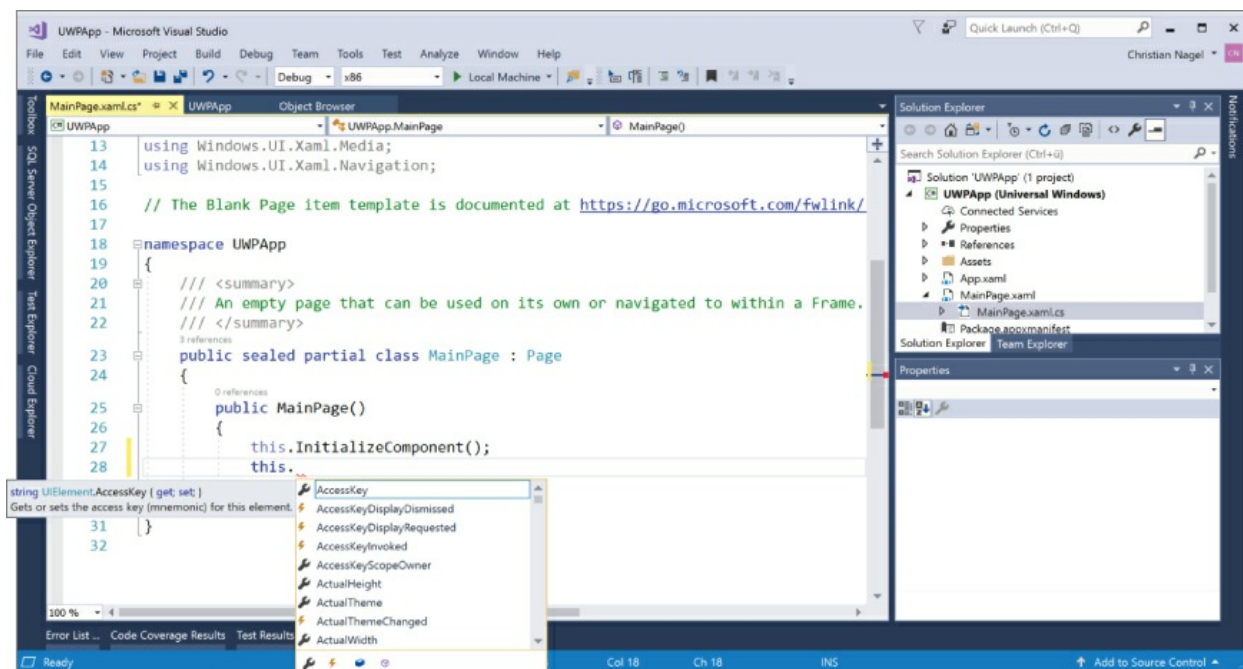 UWPApp - Microsoft Visual Studio
Quick Launch (Ctrl+Q)
File Edit View Project Build Debug Team Tools Test Analyze Window Help
Christian Nagel
CN
Debug x86 Local Machine
MainPage.xaml.cs* UWPApp Object Browser
UWPApp UWPApp.MainPage MainPage()
Toolbox
SQL Server Object Explorer
Test Explorer
Cloud Explorer
13 using Windows.UI.Xaml.Media;
14 using Windows.UI.Xaml.Navigation;
15
16 // The Blank Page item template is documented at https://go.microsoft.com/fwlink/
17
18 namespace UWPApp
19 {
20 /// <summary>
21 /// An empty page that can be used on its own or navigated to within a Frame.
22 /// </summary>
3 references
23 public sealed partial class MainPage : Page
24 {
0 references
25 public MainPage()
26 {
27 this.InitializeComponent();
28 this.
string UIElement.AccessKey { get; set; }
Gets or sets the access key (mnemonic) for this element.
31 }
32
AccessKey
AccessKeyDisplayDismissed
AccessKeyDisplayRequested
AccessKeyInvoked
AccessKeyScopeOwner
ActualHeight
ActualTheme
ActualThemeChanged
ActualWidth
100 %
Error List ... Code Coverage Results Test Results
Ready Col 18 Ch 18 INS Add to Source Control
Solution Explorer
Search Solution Explorer (Ctrl+ü)
Solution 'UWPApp' (1 project)
UWPApp (Universal Windows)
Connected Services
Properties
References
Assets
App.xaml
MainPage.xaml
MainPage.xaml.cs
Package.appxmanifest
Solution Explorer Team Explorer
Properties
Notifications